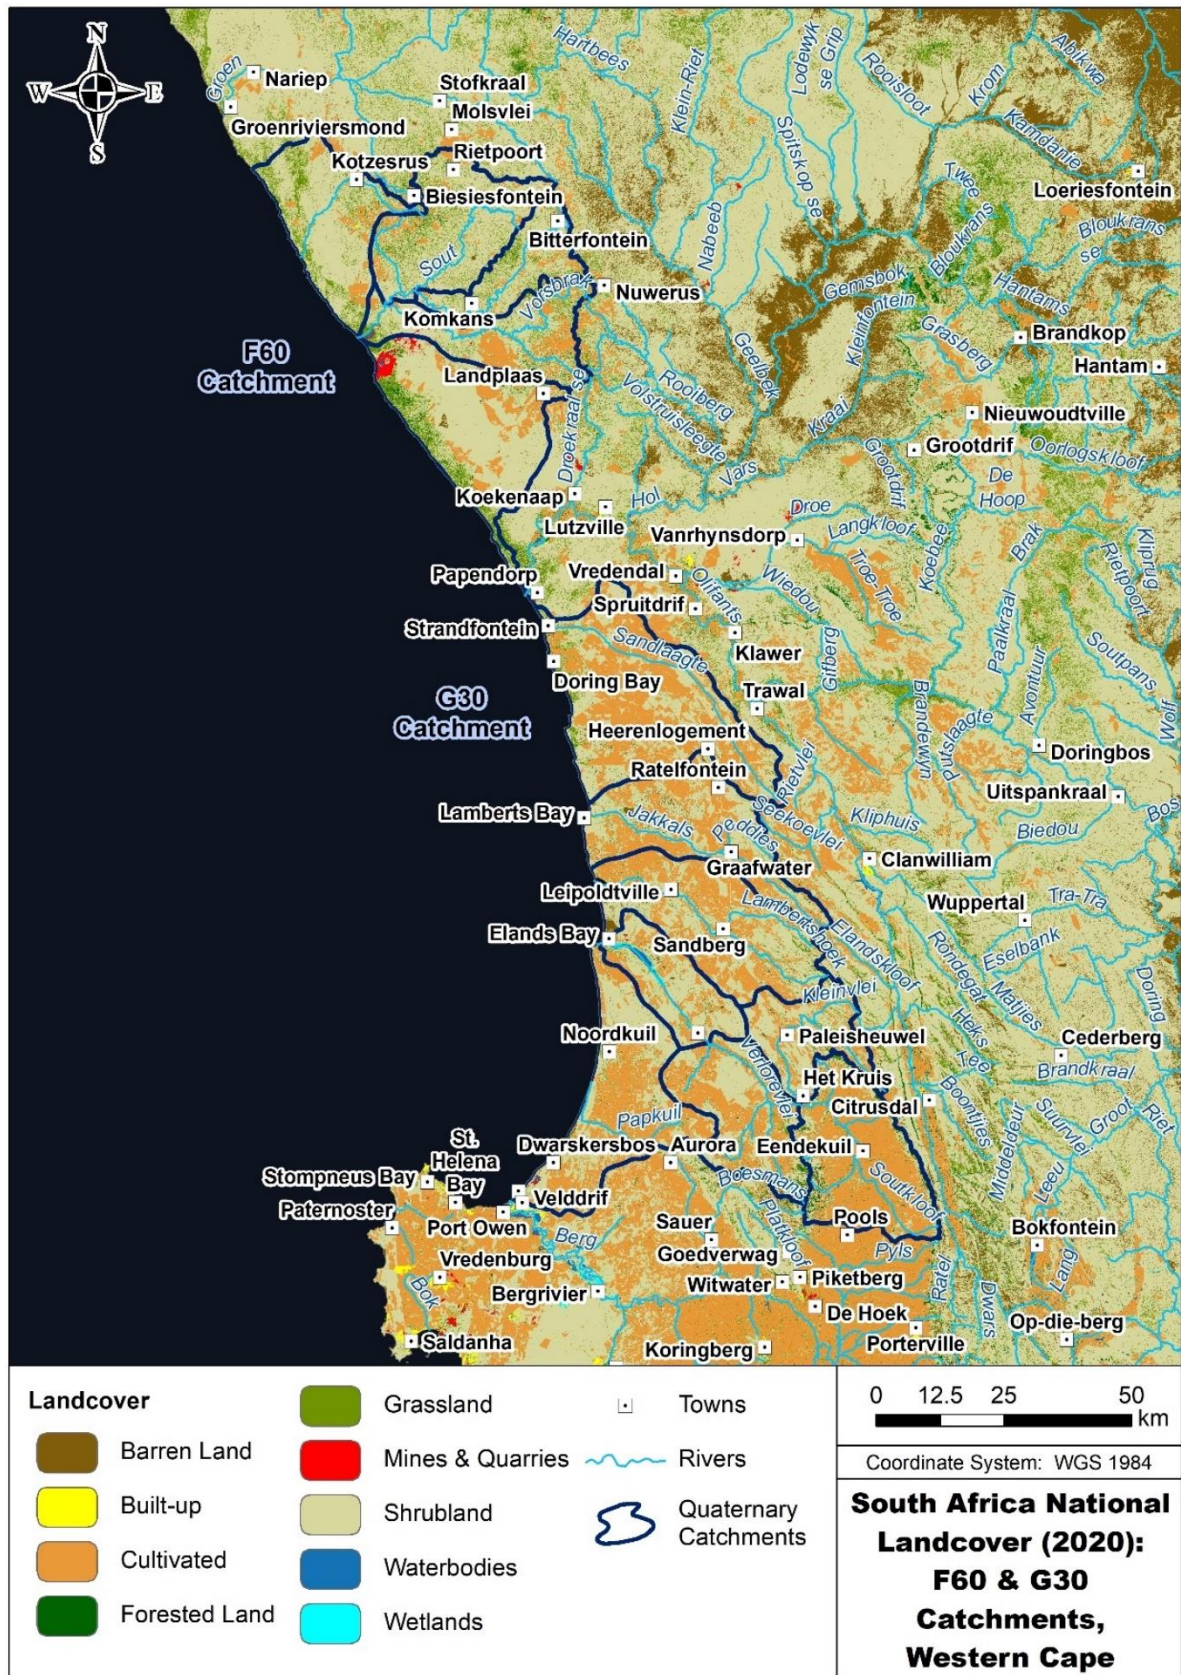 N
W
E
S
Groen
Nariep
Groenriviersmond
Stofkraal
Molsvlei
Hartbees
Klein-Riet
Lodewyk
se Grip
Spitskop se
Rooisloot
Krom
Abikwa
Kamdanie
Loeriesfontein
Kotzesrus
Rietpoort
Biesiesfontein
Bitterfontein
Twee
Bloukrans
Bloukrans
se
Nabeeb
Sout
Vorsbrak
Nuwerus
Gemsbok
Kleinfontein
Hantams
Komkans
Grasberg
Brandkop
F60
Catchment
Landplaas
Geelbek
Hantam
Droekraal se
Rooiberg
Volstruisleegte
Kraai
Nieuwoudtville
Vars
Grootdrif
Grootdrif
Oorlogskloof
De
Hoop
Koekenaap
Hol
Lutzville
Droe
Langkloof
Vanrhynsdorp
Troe-Troe
Koebee
Brak
Kliprug
Rietpoort
Papendorp
Vredendal
Olifants
Wiedou
Spruitdrif
Strandfontein
Sandlaagte
Klawer
Gifberg
Paalkraal
Soutpans
Doring Bay
G30
Catchment
Trawal
Brandewyn
Putslaagte
Avontuur
Wolf
Heerenlogement
Doringbos
Ratelfontein
Rietvlei
Uitspankraal
Lamberts Bay
Jakkals
Peddies
Seekoevlei
Kliphuis
Biedou
Bos
Graafwater
Clanwilliam
Leipoldtville
Lambertshoek
Elandskloof
Wuppertal
Tra-Tra
Elands Bay
Sandberg
Rondegat
Eselbank
Matjies
Doring
Kleinvlei
Noordkuil
Paleisheuwel
Heks
Cederberg
Verlorevlei
Het Kruis
Tee
Brandkraal
Citrusdal
Boontjies
Middeldeur
Suurvlei
Groot
Riet
Papkuil
Dwarskersbos
Aurora
Eendekuil
St.
Helena
Bay
Stompneus Bay
Boesmans
Soutkloof
Leeu
Paternoster
Velddrif
Port Owen
Berg
Sauer
Platkloof
Pools
Bokfontein
Goedverwag
Pyls
Vredenburg
Bok
Bergrivier
Witwater
Piketberg
Ratel
Dwars
Lang
De Hoek
Saldanha
Koringberg
Porterville
Op-die-berg
Landcover
Barren Land
Built-up
Cultivated
Forested Land
Grassland
Mines & Quarries
Shrubland
Waterbodies
Wetlands
Towns
Rivers
Quaternary
Catchments
0 12.5 25 50
km
Coordinate System: WGS 1984
South Africa National
Landcover (2020):
F60 & G30
Catchments,
Western Cape